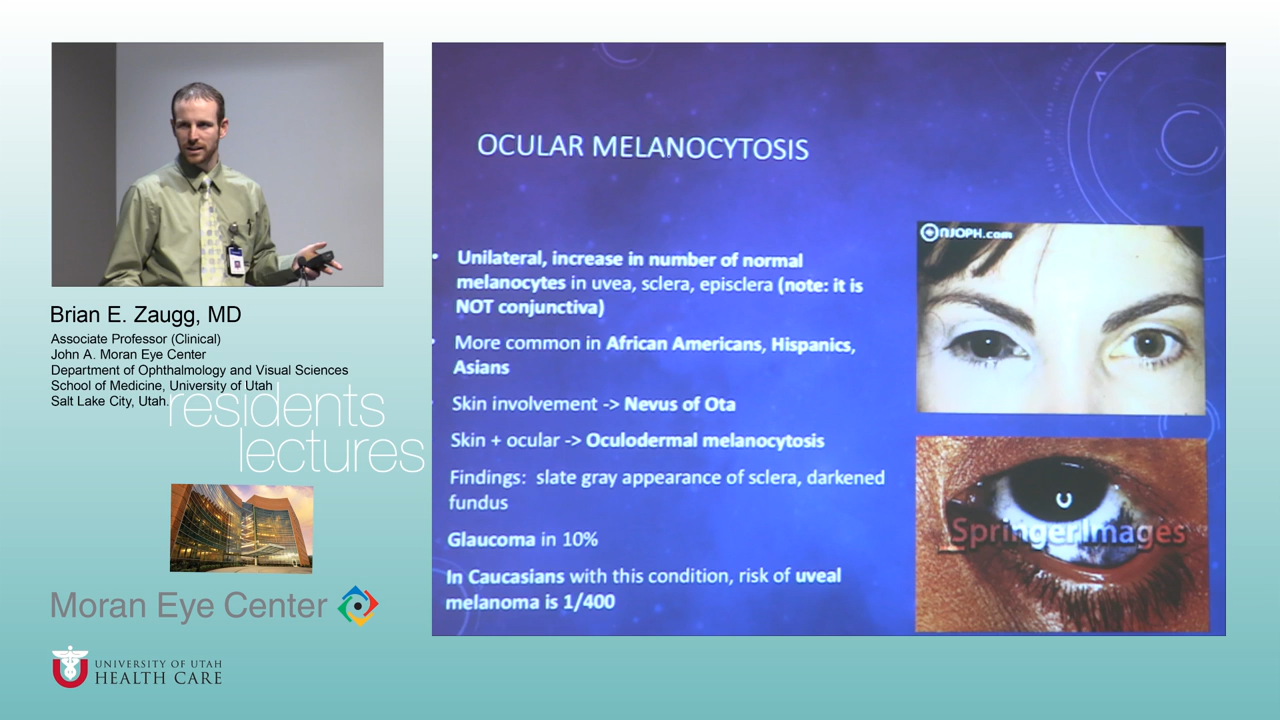 Brian E. Zaugg, MD
Associate Professor (Clinical)
John A. Moran Eye Center
Department of Ophthalmology and Visual Sciences
School of Medicine, University of Utah
Salt Lake City, Utah.
residents
lectures
Moran Eye Center
UNIVERSITY OF UTAH
HEALTH CARE
U
OCULAR MELANOCYTOSIS
• Unilateral, increase in number of normal
melanocytes in uvea, sclera, episclera (note: it is
NOT conjunctiva)
• More common in African Americans, Hispanics,
Asians
Skin involvement -> Nevus of Ota
Skin + ocular -> Oculodermal melanocytosis
Findings: slate gray appearance of sclera, darkened
fundus
Glaucoma in 10%
In Caucasians with this condition, risk of uveal
melanoma is 1/400
NJOPH.com
SpringerImages